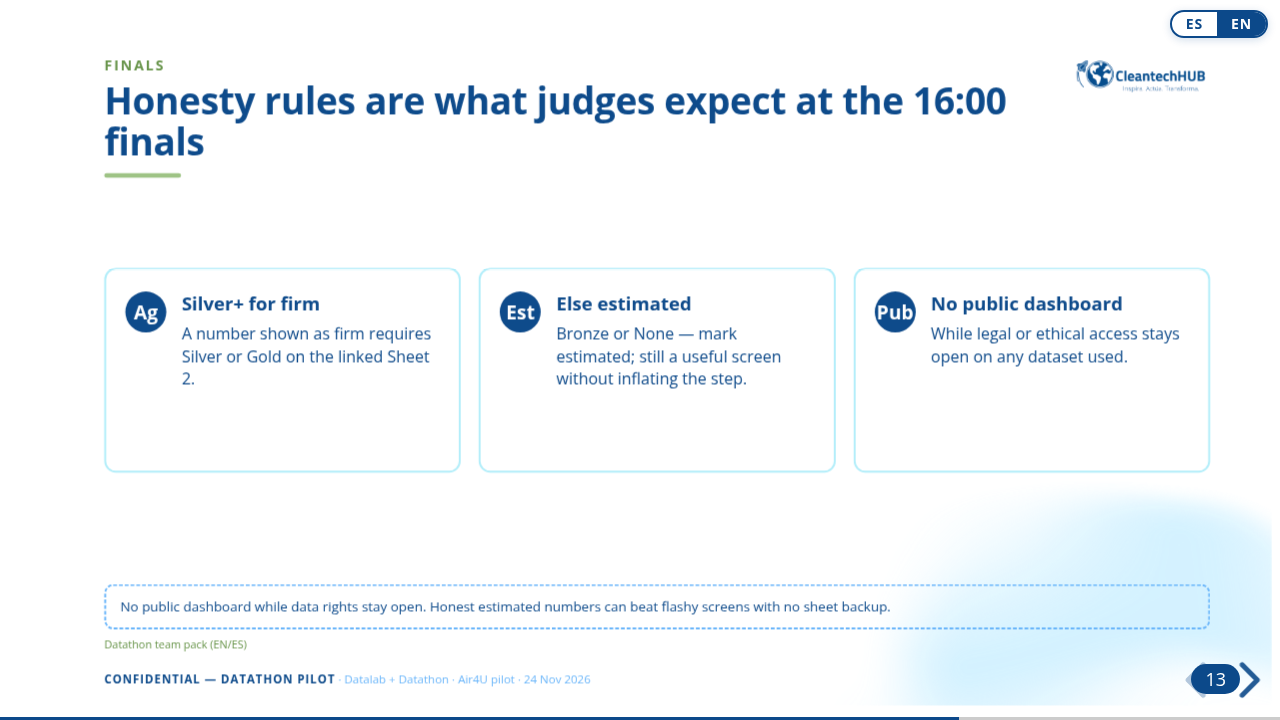 ES EN
FINALS
CleantechHUB
Inspire. Actúa. Transforma.
Honesty rules are what judges expect at the 16:00
finals
Ag
Silver+ for firm
A number shown as firm requires
Silver or Gold on the linked Sheet
2.
Est
Else estimated
Bronze or None — mark
estimated; still a useful screen
without inflating the step.
Pub
No public dashboard
While legal or ethical access stays
open on any dataset used.
No public dashboard while data rights stay open. Honest estimated numbers can beat flashy screens with no sheet backup.
Datathon team pack (EN/ES)
CONFIDENTIAL — DATATHON PILOT · Datalab + Datathon · Air4U pilot · 24 Nov 2026
13